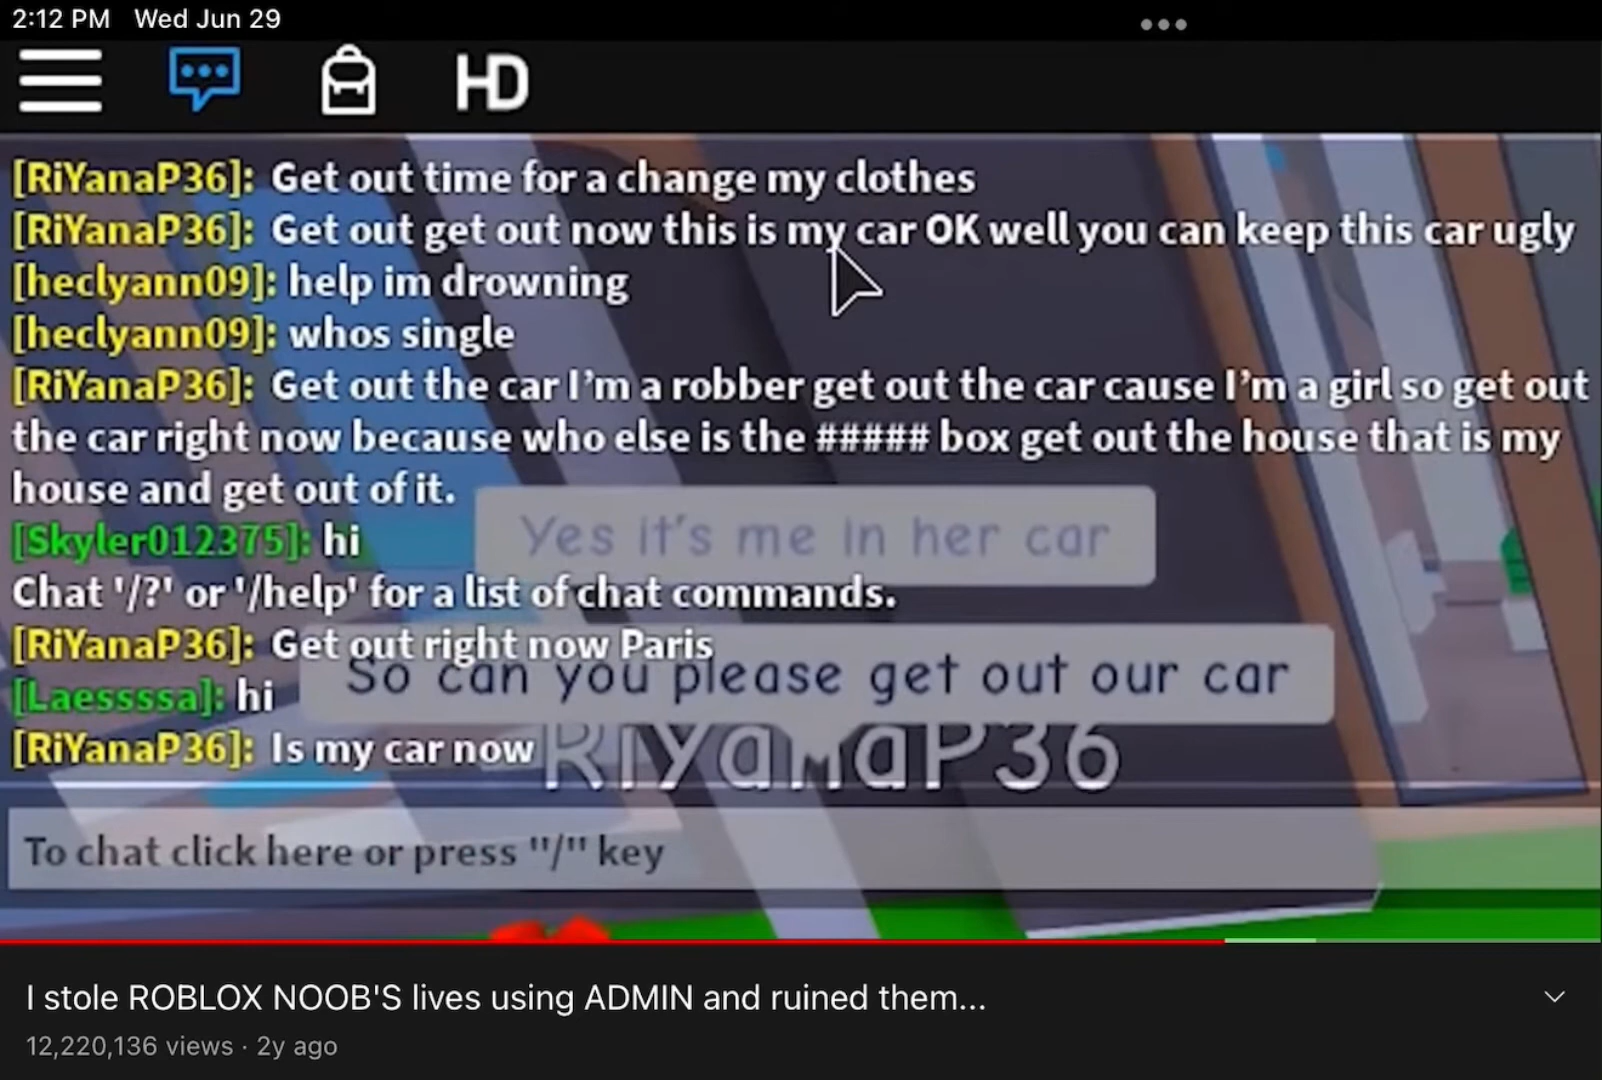 2:12 PM Wed Jun 29
HD
[RiYanaP36]: Get out time for a change my clothes
[RiYanaP36]: Get out get out now this is my car OK well you can keep this car ugly
[heclyann09]: help im drowning
[heclyann09]: whos single
[RiYanaP36]: Get out the car I’m a robber get out the car cause I’m a girl so get out
the car right now because who else is the ##### box get out the house that is my
house and get out of it.
Yes it's me in her car
[Skyler012375]: hi
Chat '/?' or '/help' for a list of chat commands.
[RiYanaP36]: Get out right now Paris
So can you please get out our car
[Laessssa]: hi
[RiYanaP36]: Is my car now
RiYanaP36
To chat click here or press "/" key
I stole ROBLOX NOOB'S lives using ADMIN and ruined them...
12,220,136 views · 2y ago